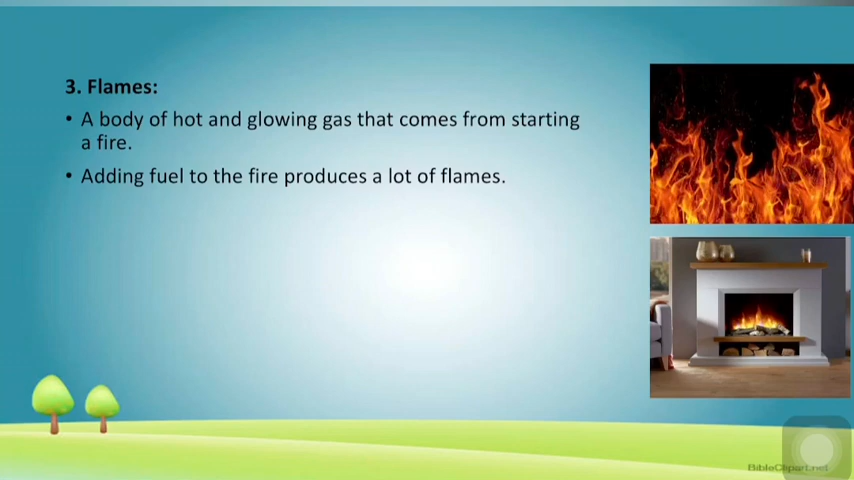 3. Flames:
• A body of hot and glowing gas that comes from starting
a fire.
• Adding fuel to the fire produces a lot of flames.
BibleClipart.net